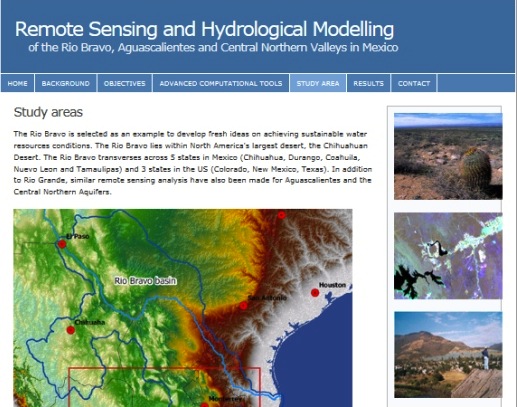 Remote Sensing and Hydrological Modelling
of the Rio Bravo, Aguascalientes and Central Northern Valleys in Mexico
HOME BACKGROUND OBJECTIVES ADVANCED COMPUTATIONAL TOOLS STUDY AREA RESULTS CONTACT
Study areas
The Rio Bravo is selected as an example to develop fresh ideas on achieving sustainable water
resources conditions. The Rio Bravo lies within North America's largest desert, the Chihuahuan
Desert. The Rio Bravo transverses across 5 states in Mexico (Chihuahua, Durango, Coahuila,
Nuevo Leon and Tamaulipas) and 3 states in the US (Colorado, New Mexico, Texas). In addition
to Rio Grande, similar remote sensing analysis have also been made for Aguascalientes and the
Central Northern Aquifers.
El Paso
Rio Bravo basin
Houston
San Antonio
Chihuahua
Monterrey